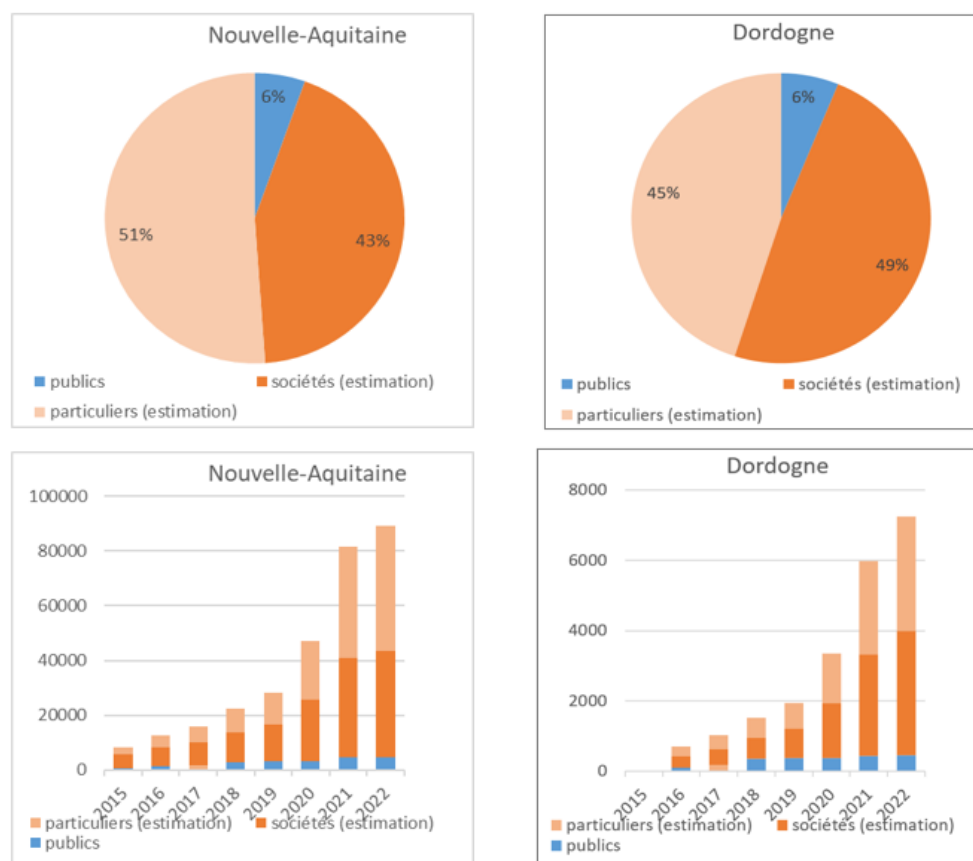 Nouvelle-Aquitaine
6%
51%
43%
publics
sociétés (estimation)
particuliers (estimation)
Dordogne
6%
45%
49%
publics
sociétés (estimation)
particuliers (estimation)
Nouvelle-Aquitaine
100000
80000
60000
40000
20000
0
2015
2016
2017
2018
2019
2020
2021
2022
particuliers (estimation)
sociétés (estimation)
publics
Dordogne
8000
6000
4000
2000
0
2015
2016
2017
2018
2019
2020
2021
2022
particuliers (estimation)
sociétés (estimation)
publics